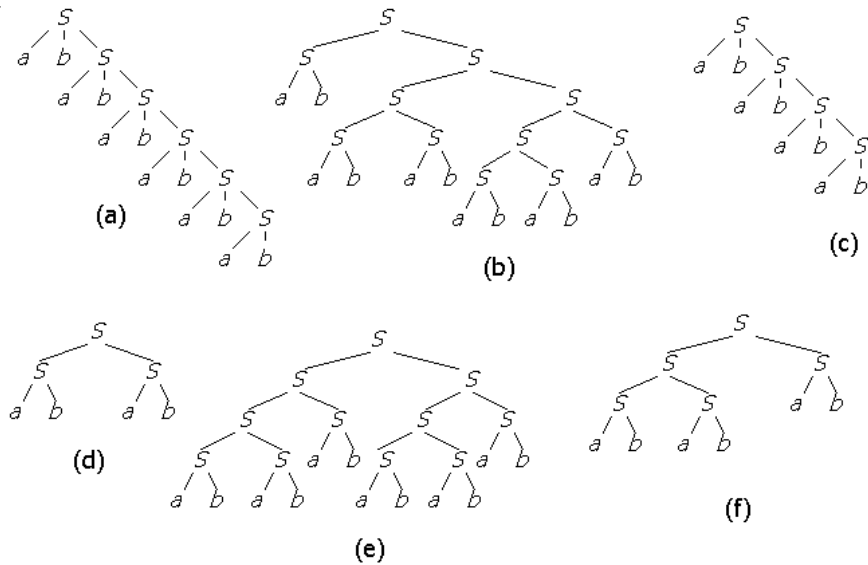 S
a b S
a b S
a b S
a b S
a b S
a b
(a)
S
S S
a b S S
S S S S
a b a b S S a b
a b a b
(b)
S
a b S
a b S
a b S
a b
(c)
S
S S
a b a b
(d)
S
S S
S S S S
S S a b S S a b
a b a b a b a b
(e)
S
S S
S S a b
a b a b
(f)